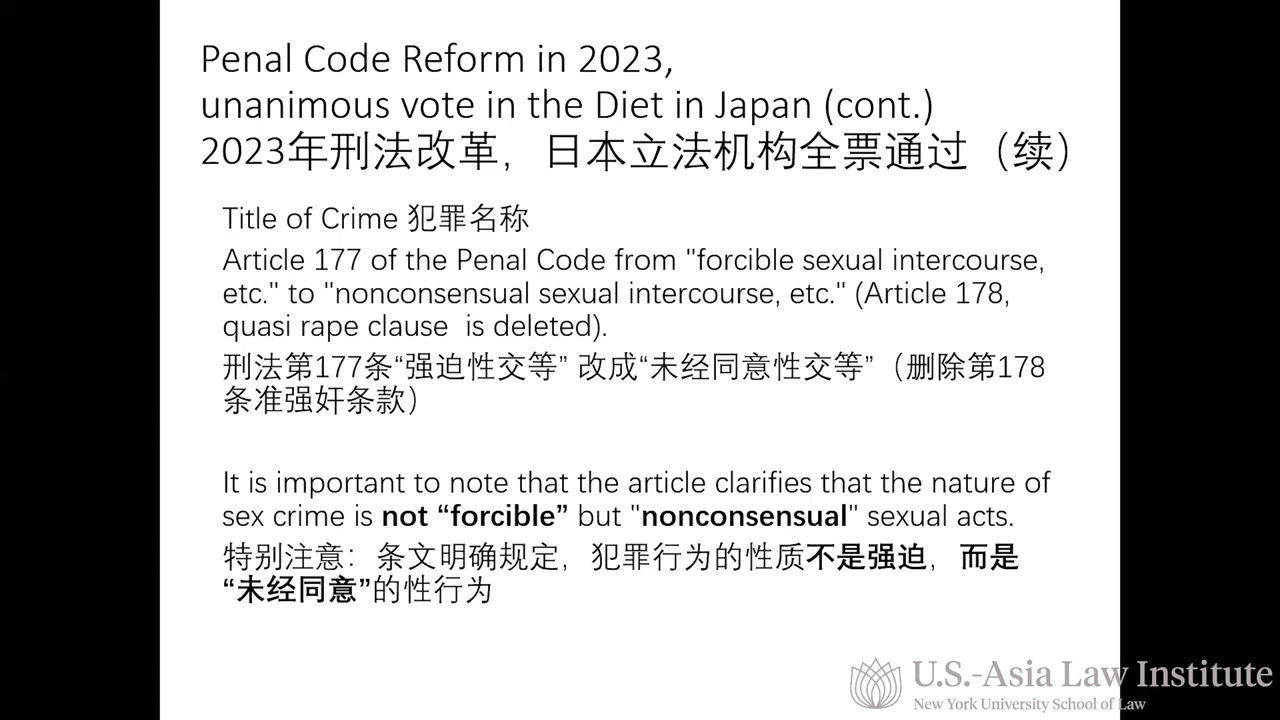 Penal Code Reform in 2023,
unanimous vote in the Diet in Japan (cont.)
2023年刑法改革，日本立法机构全票通过（续）
Title of Crime 犯罪名称
Article 177 of the Penal Code from "forcible sexual intercourse,
etc." to "nonconsensual sexual intercourse, etc." (Article 178,
quasi rape clause  is deleted).
刑法第177条“强迫性交等” 改成“未经同意性交等”（删除第178
条准强奸条款）
It is important to note that the article clarifies that the nature of
sex crime is not “forcible” but "nonconsensual" sexual acts.
特别注意：条文明确规定，犯罪行为的性质不是强迫，而是
“未经同意”的性行为
U.S.-Asia Law Institute
New York University School of Law